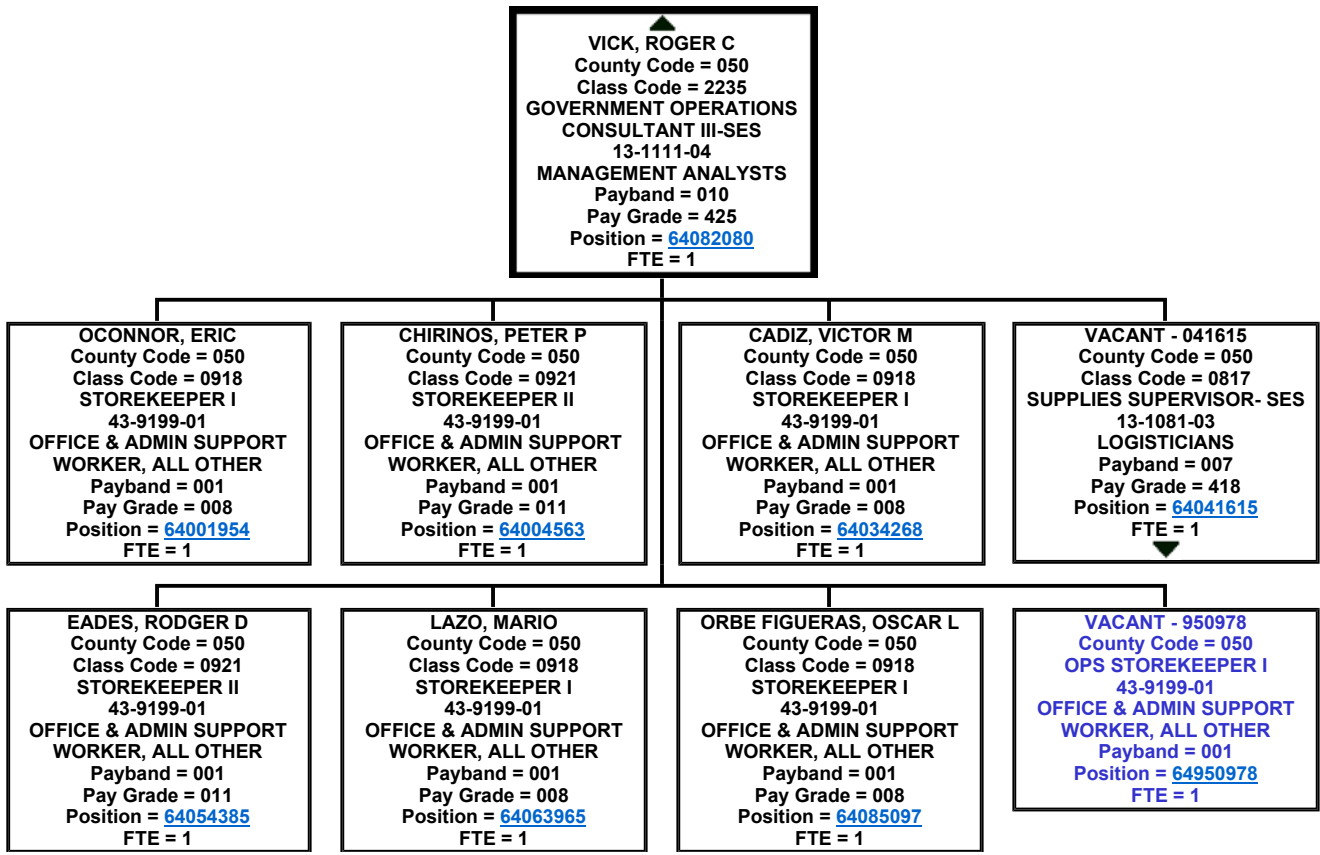 VICK, ROGER C
County Code = 050
Class Code = 2235
GOVERNMENT OPERATIONS
CONSULTANT III-SES
13-1111-04
MANAGEMENT ANALYSTS
Payband = 010
Pay Grade = 425
Position = 64082080
FTE = 1
OCONNOR, ERIC
County Code = 050
Class Code = 0918
STOREKEEPER I
43-9199-01
OFFICE & ADMIN SUPPORT
WORKER, ALL OTHER
Payband = 001
Pay Grade = 008
Position = 64001954
FTE = 1
CHIRINOS, PETER P
County Code = 050
Class Code = 0921
STOREKEEPER II
43-9199-01
OFFICE & ADMIN SUPPORT
WORKER, ALL OTHER
Payband = 001
Pay Grade = 011
Position = 64004563
FTE = 1
CADIZ, VICTOR M
County Code = 050
Class Code = 0918
STOREKEEPER I
43-9199-01
OFFICE & ADMIN SUPPORT
WORKER, ALL OTHER
Payband = 001
Pay Grade = 008
Position = 64034268
FTE = 1
VACANT - 041615
County Code = 050
Class Code = 0817
SUPPLIES SUPERVISOR- SES
13-1081-03
LOGISTICIANS
Payband = 007
Pay Grade = 418
Position = 64041615
FTE = 1
EADES, RODGER D
County Code = 050
Class Code = 0921
STOREKEEPER II
43-9199-01
OFFICE & ADMIN SUPPORT
WORKER, ALL OTHER
Payband = 001
Pay Grade = 011
Position = 64054385
FTE = 1
LAZO, MARIO
County Code = 050
Class Code = 0918
STOREKEEPER I
43-9199-01
OFFICE & ADMIN SUPPORT
WORKER, ALL OTHER
Payband = 001
Pay Grade = 008
Position = 64063965
FTE = 1
ORBE FIGUERAS, OSCAR L
County Code = 050
Class Code = 0918
STOREKEEPER I
43-9199-01
OFFICE & ADMIN SUPPORT
WORKER, ALL OTHER
Payband = 001
Pay Grade = 008
Position = 64085097
FTE = 1
VACANT - 950978
County Code = 050
OPS STOREKEEPER I
43-9199-01
OFFICE & ADMIN SUPPORT
WORKER, ALL OTHER
Payband = 001
Position = 64950978
FTE = 1